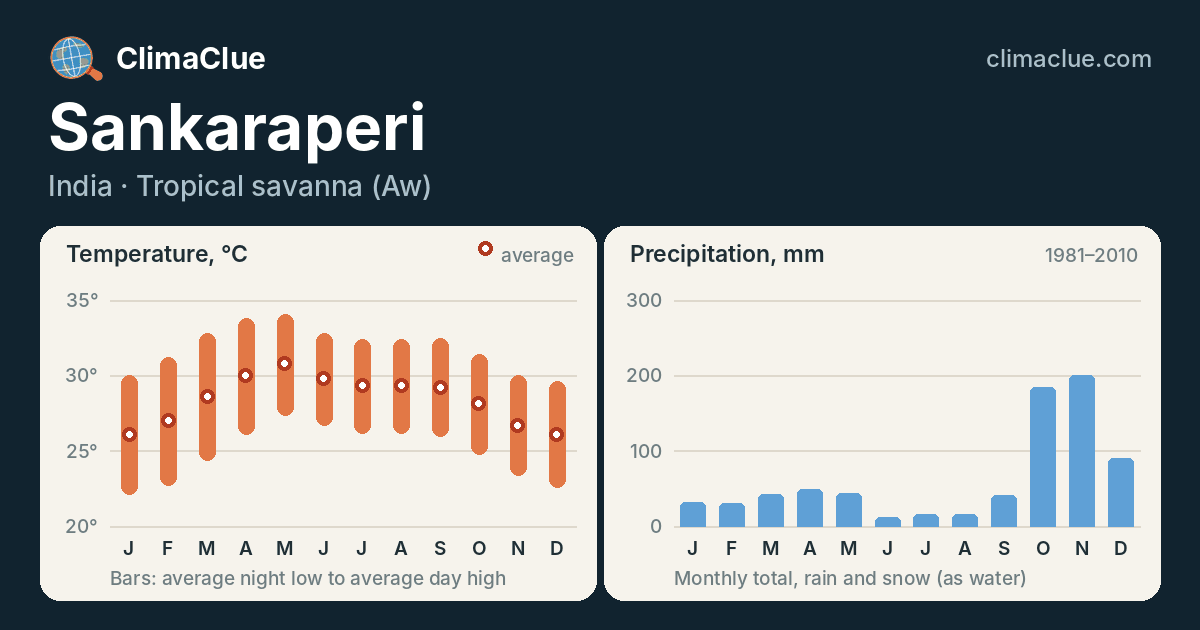 ClimaClue
climaclue.com
Sankaraperi
India · Tropical savanna (Aw)
Temperature, °C
average
35°
30°
25°
20°
J F M A M J J A S O N D
Bars: average night low to average day high
Precipitation, mm
1981–2010
300
200
100
0
J F M A M J J A S O N D
Monthly total, rain and snow (as water)